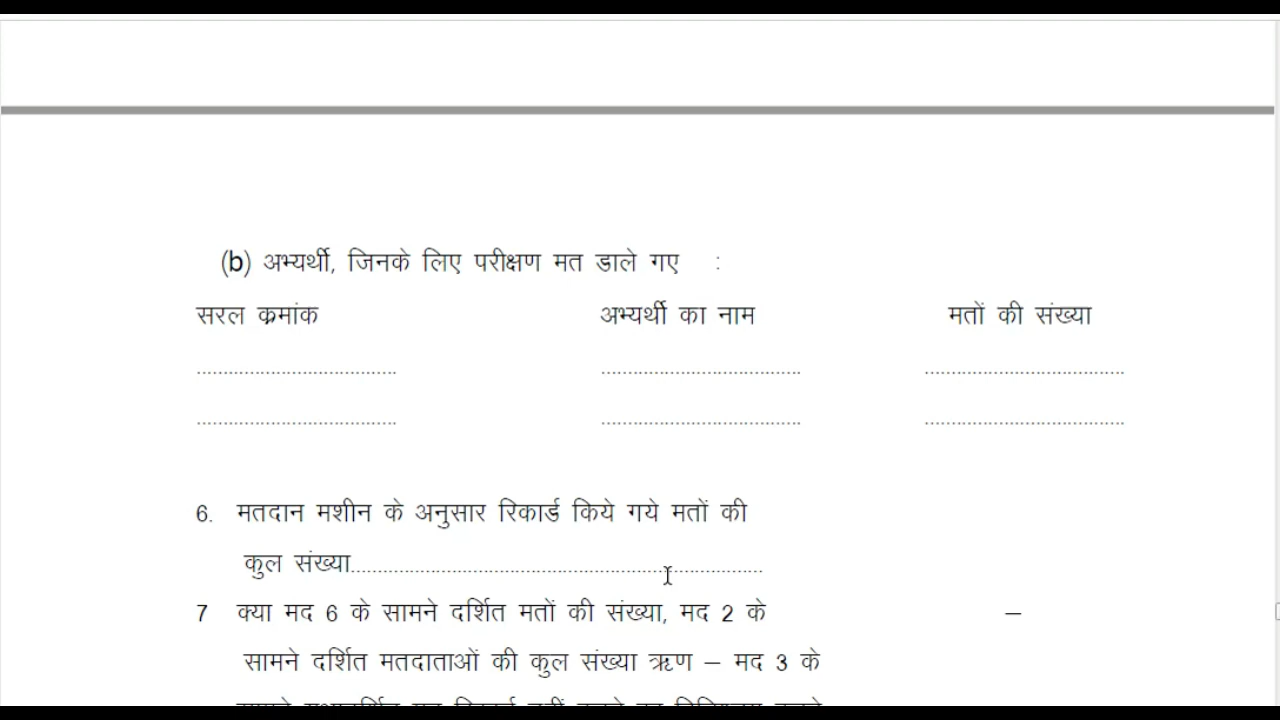 (b) अभ्यर्थी, जिनके लिए परीक्षण मत डाले गए :
सरल क्रमांक अभ्यर्थी का नाम मतों की संख्या
..................................... ..................................... .....................................
..................................... ..................................... .....................................
6. मतदान मशीन के अनुसार रिकार्ड किये गये मतों की
कुल संख्या............................................................................
7 क्या मद 6 के सामने दर्शित मतों की संख्या, मद 2 के –
सामने दर्शित मतदाताओं की कुल संख्या ऋण – मद 3 के